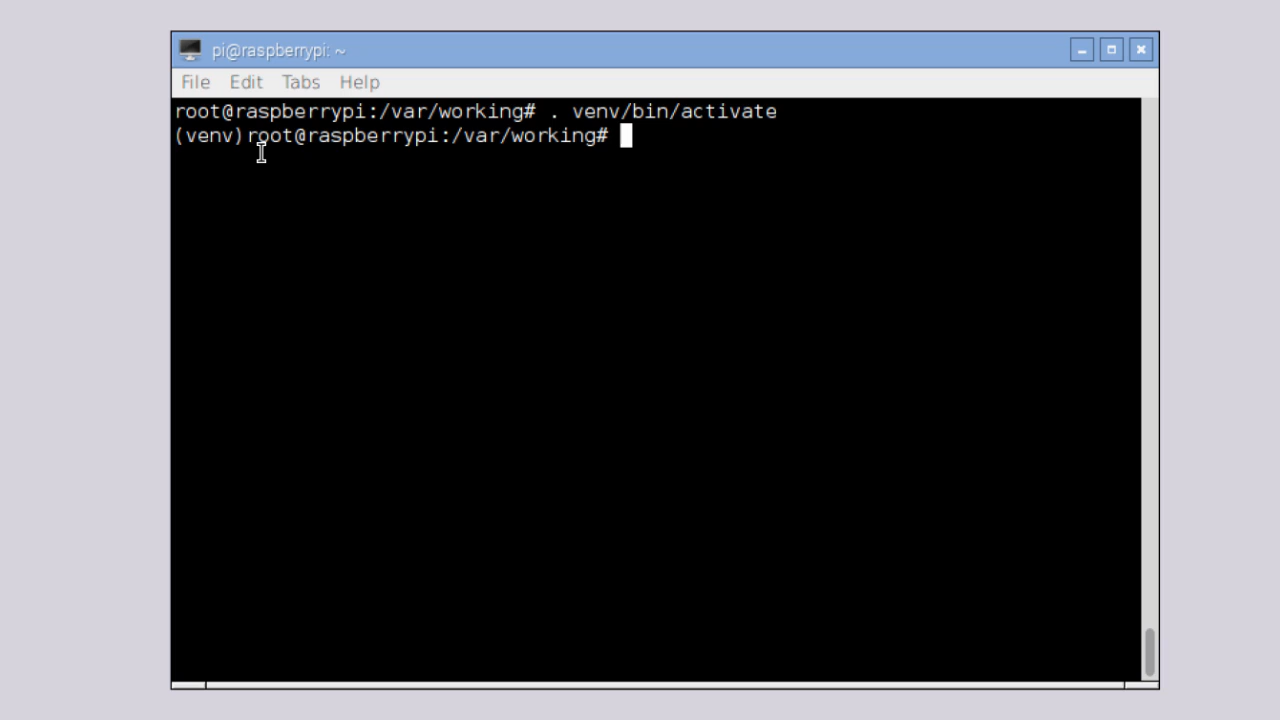 pi@raspberrypi: ~
File Edit Tabs Help
root@raspberrypi:/var/working# . venv/bin/activate
(venv)root@raspberrypi:/var/working#